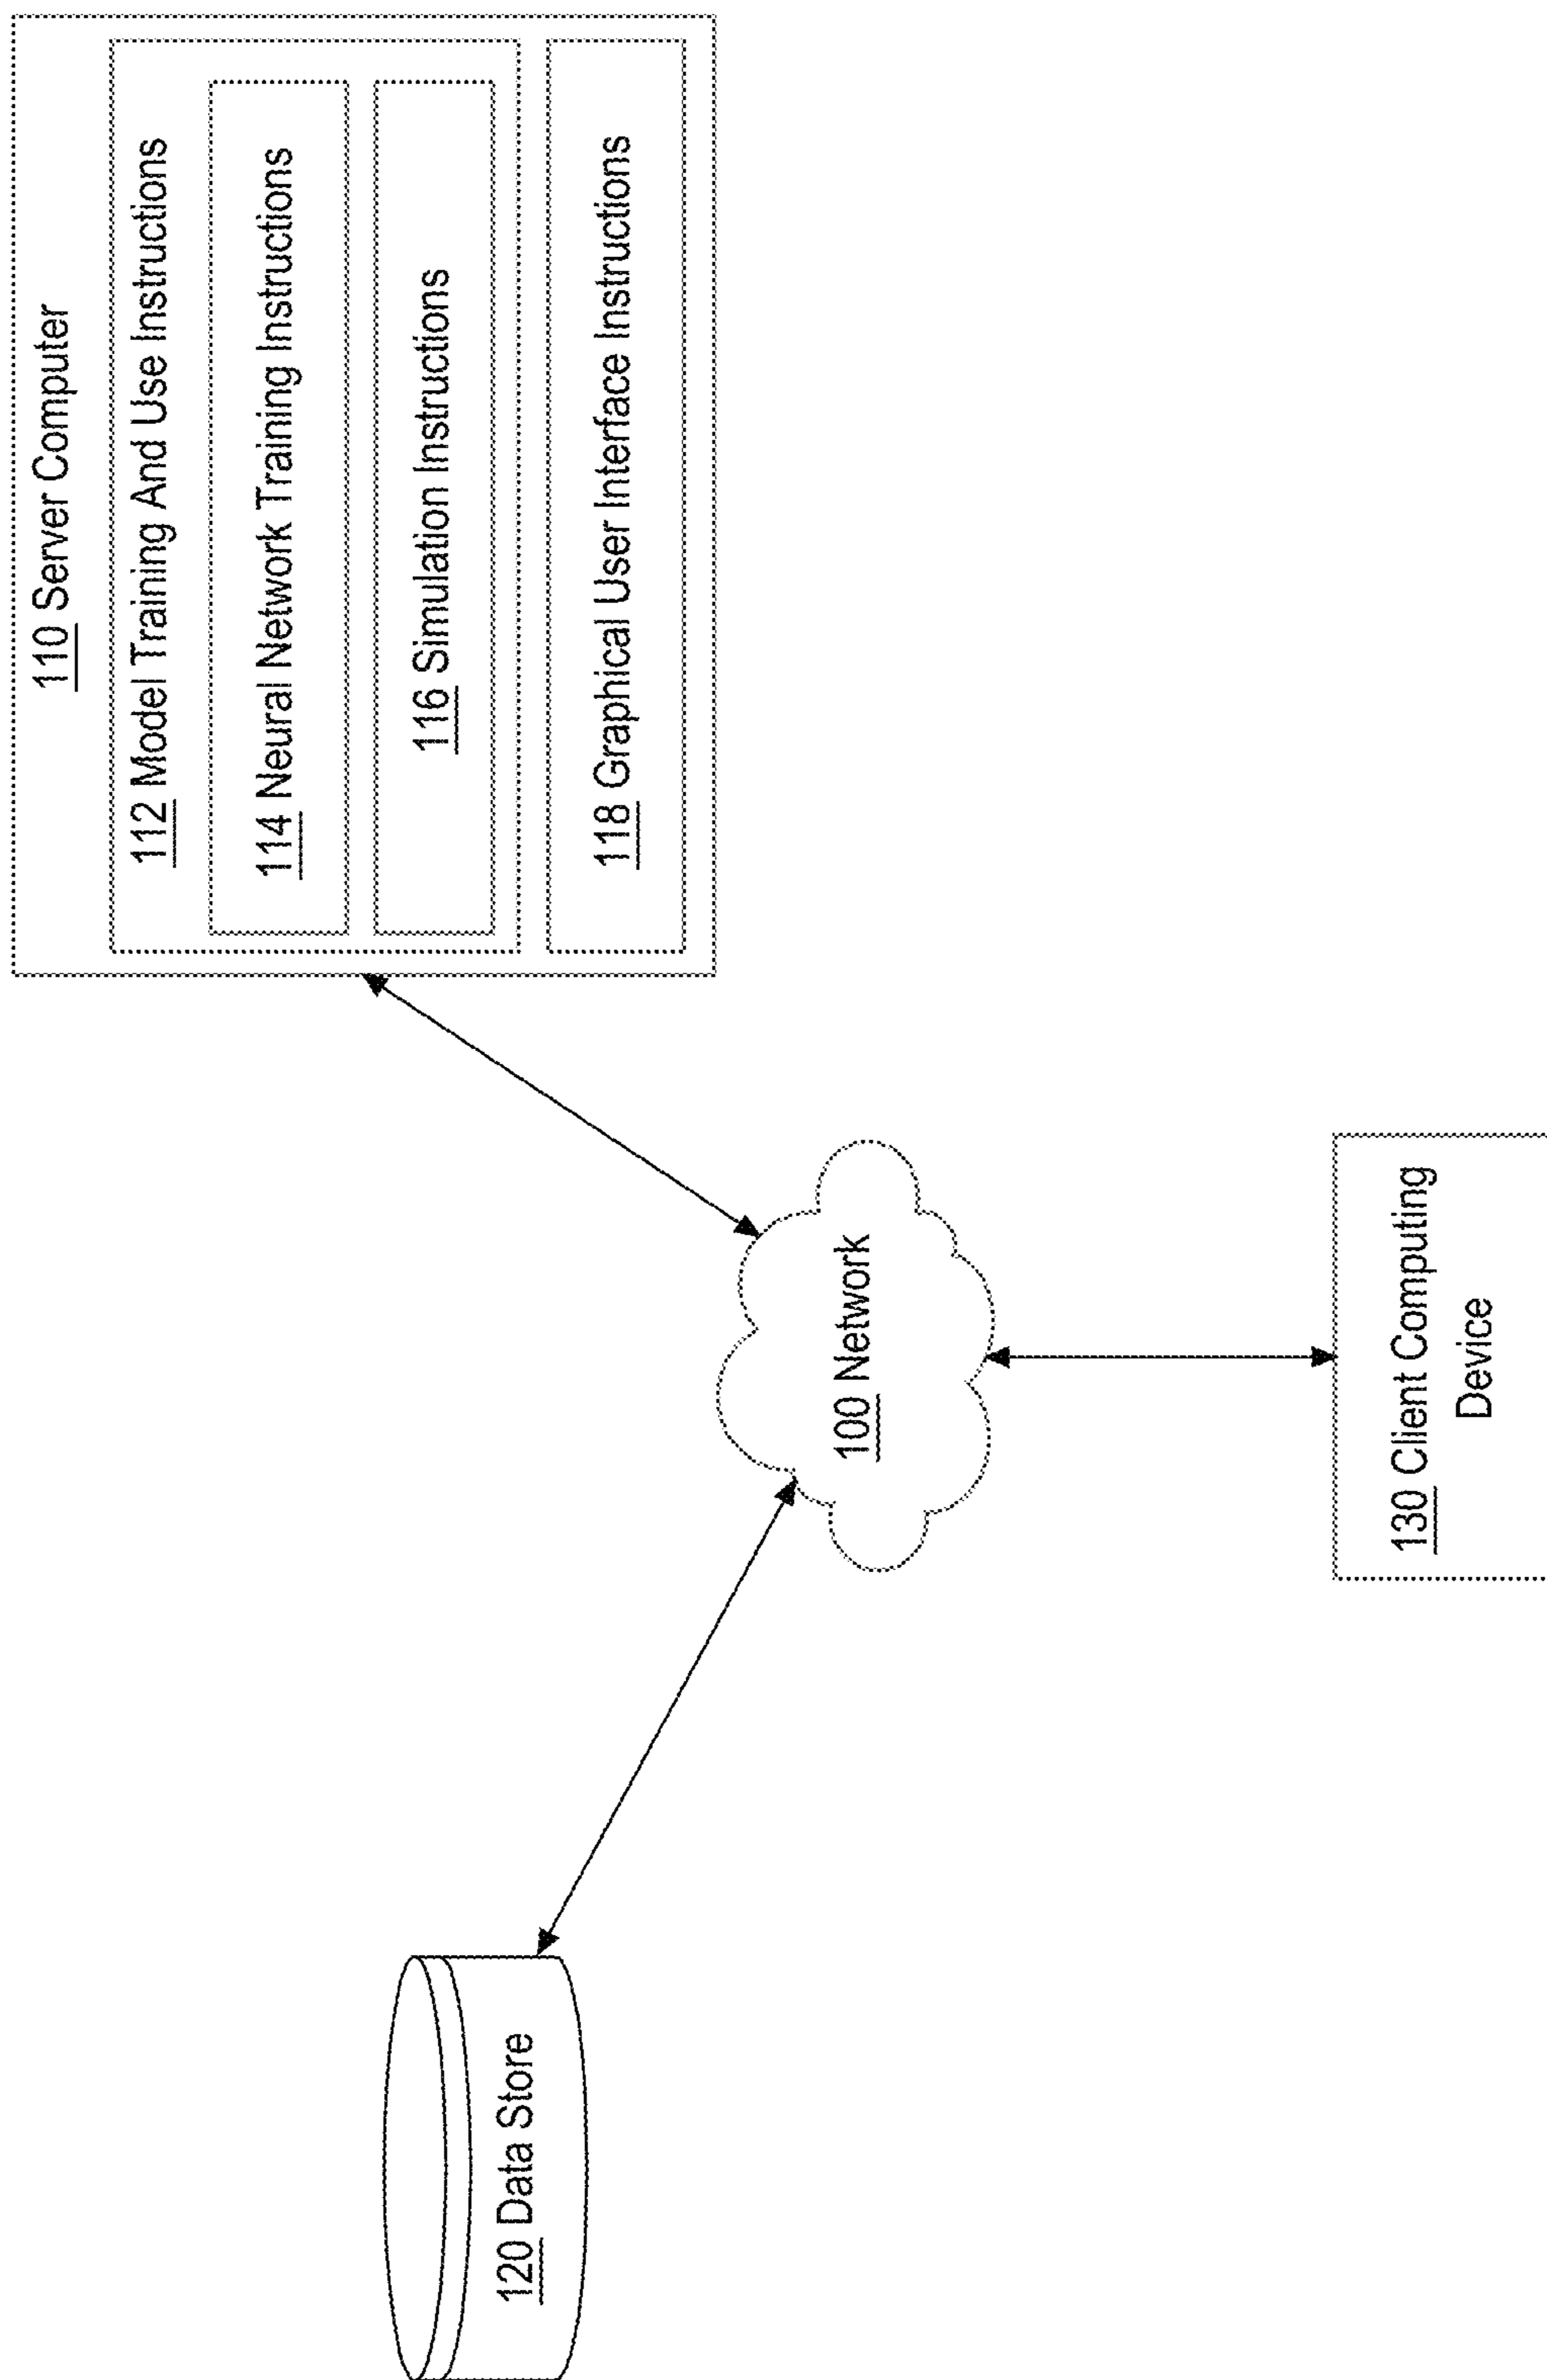 110 Server Computer
112 Model Training And Use Instructions
114 Neural Network Training Instructions
116 Simulation Instructions
118 Graphical User Interface Instructions
120 Data Store
100 Network
130 Client Computing
Device